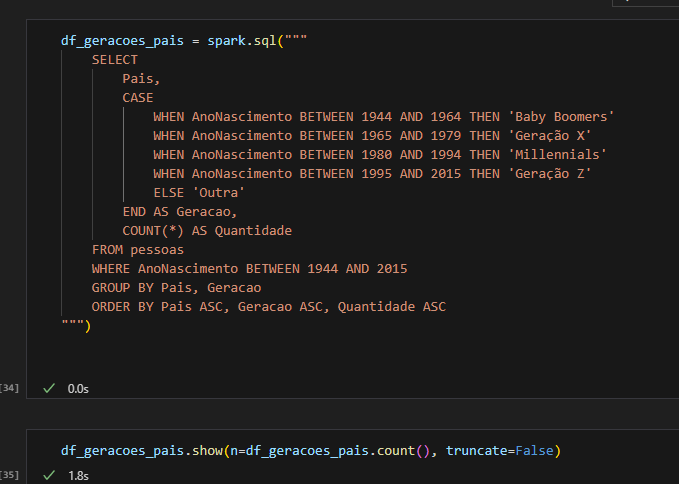 df_geracoes_pais = spark.sql("""
    SELECT
        Pais,
        CASE
            WHEN AnoNascimento BETWEEN 1944 AND 1964 THEN 'Baby Boomers'
            WHEN AnoNascimento BETWEEN 1965 AND 1979 THEN 'Geração X'
            WHEN AnoNascimento BETWEEN 1980 AND 1994 THEN 'Millennials'
            WHEN AnoNascimento BETWEEN 1995 AND 2015 THEN 'Geração Z'
            ELSE 'Outra'
        END AS Geracao,
        COUNT(*) AS Quantidade
    FROM pessoas
    WHERE AnoNascimento BETWEEN 1944 AND 2015
    GROUP BY Pais, Geracao
    ORDER BY Pais ASC, Geracao ASC, Quantidade ASC
""")
[34] ✓ 0.0s
df_geracoes_pais.show(n=df_geracoes_pais.count(), truncate=False)
[35] ✓ 1.8s